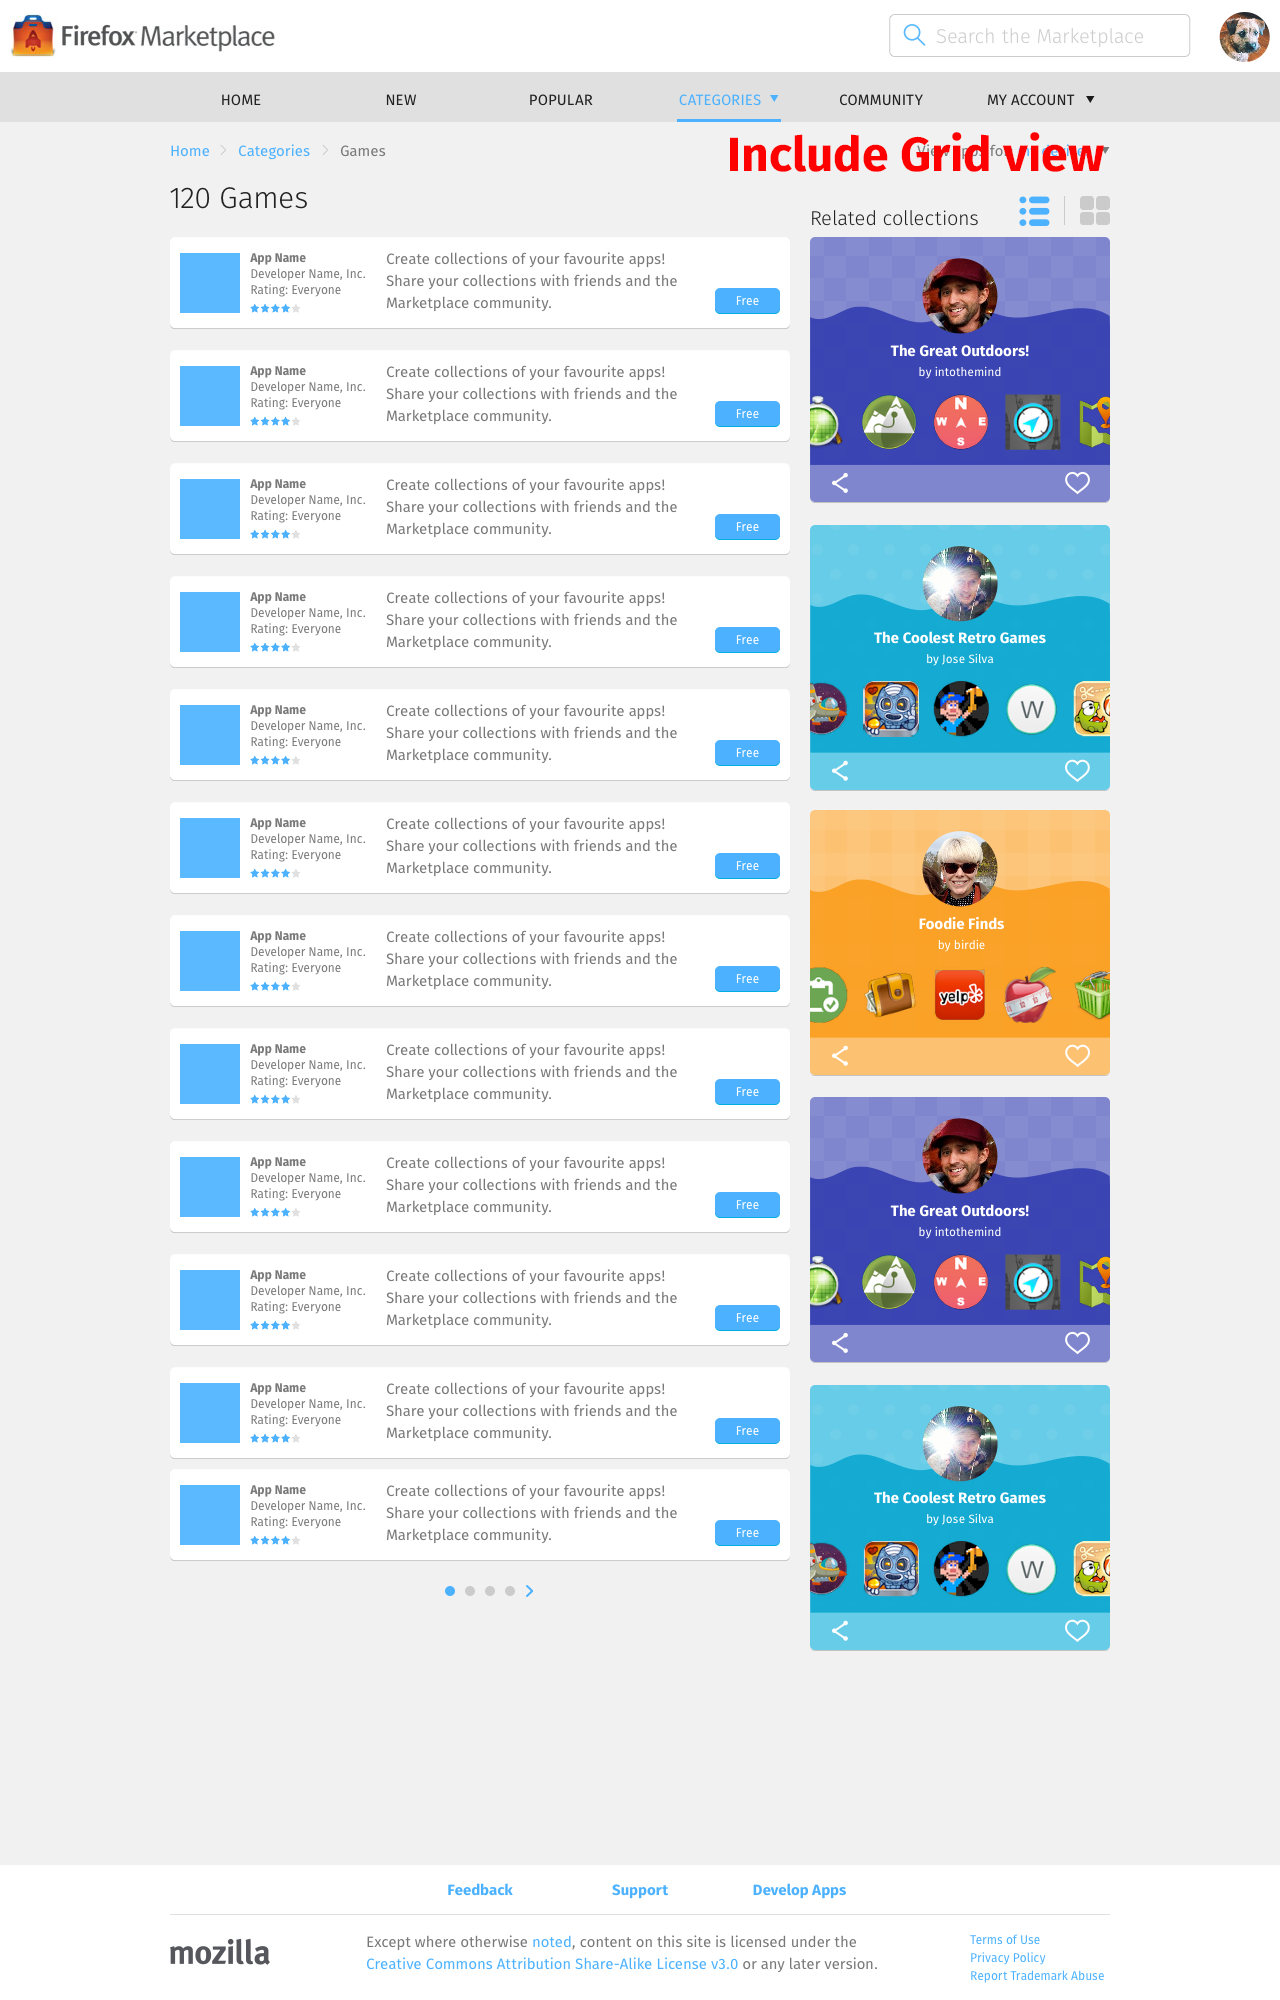 Firefox Marketplace
Search the Marketplace
HOME
NEW
POPULAR
CATEGORIES
COMMUNITY
MY ACCOUNT
Home
Categories
Games
Include Grid view
120 Games
Related collections
App Name
Developer Name, Inc.
Rating: Everyone
Create collections of your favourite apps!
Share your collections with friends and the
Marketplace community.
Free
App Name
Developer Name, Inc.
Rating: Everyone
Create collections of your favourite apps!
Share your collections with friends and the
Marketplace community.
Free
App Name
Developer Name, Inc.
Rating: Everyone
Create collections of your favourite apps!
Share your collections with friends and the
Marketplace community.
Free
App Name
Developer Name, Inc.
Rating: Everyone
Create collections of your favourite apps!
Share your collections with friends and the
Marketplace community.
Free
App Name
Developer Name, Inc.
Rating: Everyone
Create collections of your favourite apps!
Share your collections with friends and the
Marketplace community.
Free
App Name
Developer Name, Inc.
Rating: Everyone
Create collections of your favourite apps!
Share your collections with friends and the
Marketplace community.
Free
App Name
Developer Name, Inc.
Rating: Everyone
Create collections of your favourite apps!
Share your collections with friends and the
Marketplace community.
Free
App Name
Developer Name, Inc.
Rating: Everyone
Create collections of your favourite apps!
Share your collections with friends and the
Marketplace community.
Free
App Name
Developer Name, Inc.
Rating: Everyone
Create collections of your favourite apps!
Share your collections with friends and the
Marketplace community.
Free
App Name
Developer Name, Inc.
Rating: Everyone
Create collections of your favourite apps!
Share your collections with friends and the
Marketplace community.
Free
App Name
Developer Name, Inc.
Rating: Everyone
Create collections of your favourite apps!
Share your collections with friends and the
Marketplace community.
Free
App Name
Developer Name, Inc.
Rating: Everyone
Create collections of your favourite apps!
Share your collections with friends and the
Marketplace community.
Free
The Great Outdoors!
by intothemind
N
W A E
S
The Coolest Retro Games
by Jose Silva
W
Foodie Finds
by birdie
yelp
The Great Outdoors!
by intothemind
N
W A E
S
The Coolest Retro Games
by Jose Silva
W
Feedback
Support
Develop Apps
mozilla
Except where otherwise noted, content on this site is licensed under the
Creative Commons Attribution Share-Alike License v3.0 or any later version.
Terms of Use
Privacy Policy
Report Trademark Abuse